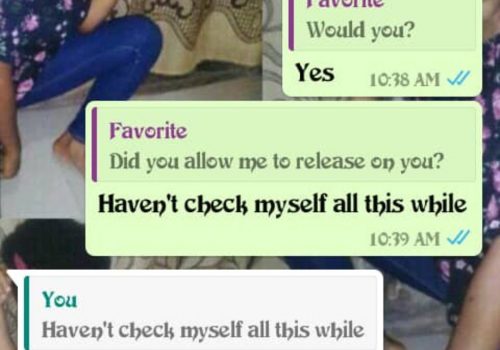 Favorite
Would you?
Yes
10:38 AM
Favorite
Did you allow me to release on you?
Haven't check myself all this while
10:39 AM
You
Haven't check myself all this while